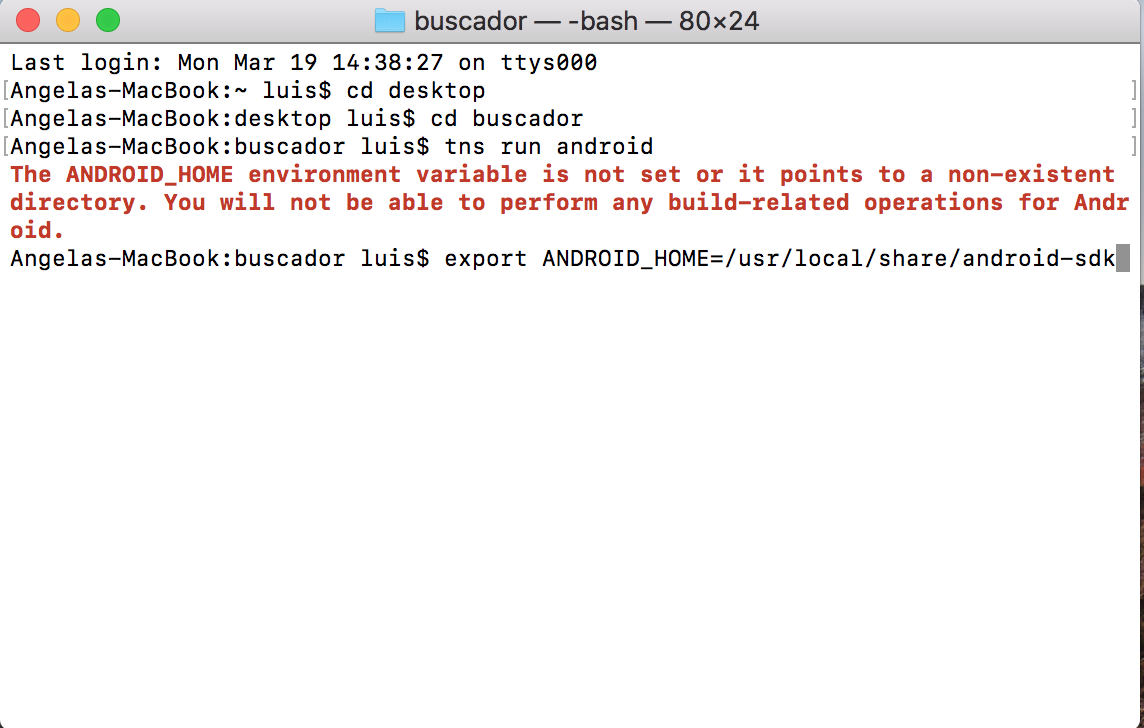 buscador — -bash — 80×24
Last login: Mon Mar 19 14:38:27 on ttys000
[Angelas-MacBook:~ luis$ cd desktop ]
[Angelas-MacBook:desktop luis$ cd buscador ]
[Angelas-MacBook:buscador luis$ tns run android ]
The ANDROID_HOME environment variable is not set or it points to a non-existent
directory. You will not be able to perform any build-related operations for Andr
oid.
Angelas-MacBook:buscador luis$ export ANDROID_HOME=/usr/local/share/android-sdk